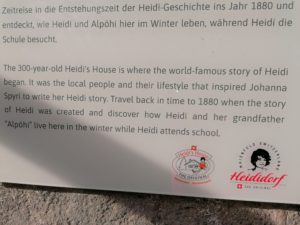 Zeitreise in die Entstehungszeit der Heidi-Geschichte ins Jahr 1880 und
entdeckt, wie Heidi und Alpöhi hier im Winter leben, während Heidi die
Schule besucht.
The 300-year-old Heidi's House is where the world-famous story of Heidi
began. It was the local people and their lifestyle that inspired Johanna
Spyri to write her Heidi story. Travel back in time to 1880 when the story
of Heidi was created and discover how Heidi and her grandfather
"Alpöhi" live here in the winter while Heidi attends school.
MAIENFELD SWITZERLAND
Heididorf
THE ORIGINAL